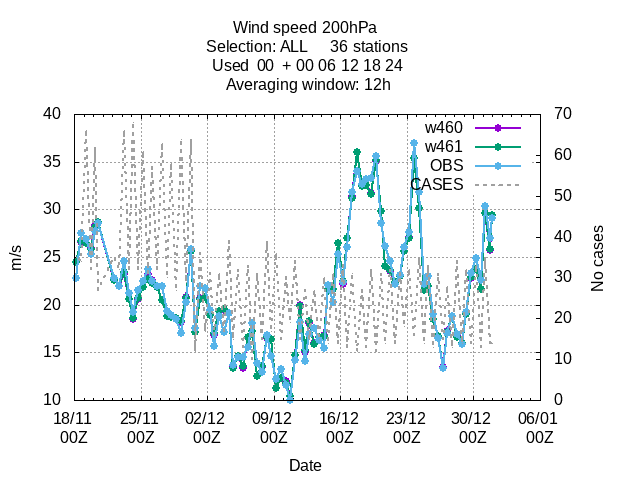 Wind speed 200hPa
Selection: ALL 36 stations
Used 00 + 00 06 12 18 24
Averaging window: 12h
40 70
w460
w461
OBS
CASES
35 60
30 50
25 40
20 30
15 20
10 10
0
m/s
No cases
18/11 25/11 02/12 09/12 16/12 23/12 30/12 06/01
00Z 00Z 00Z 00Z 00Z 00Z 00Z 00Z
Date